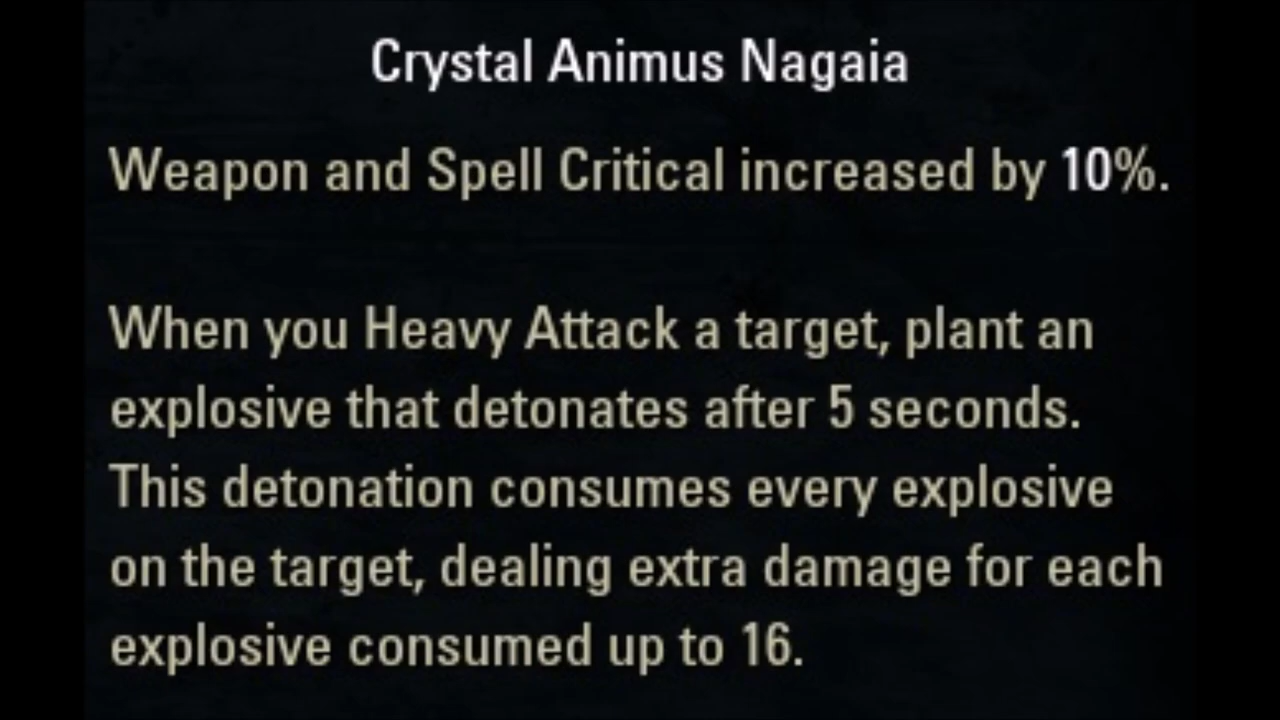 Crystal Animus Nagaia
Weapon and Spell Critical increased by 10%.
When you Heavy Attack a target, plant an
explosive that detonates after 5 seconds.
This detonation consumes every explosive
on the target, dealing extra damage for each
explosive consumed up to 16.